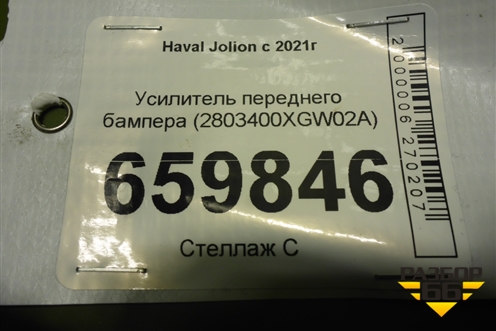 Haval Jolion с 2021г
Усилитель переднего
бампера (2803400XGW02A)
659846
Стеллаж С
2000006270207
РАЗБОР
66